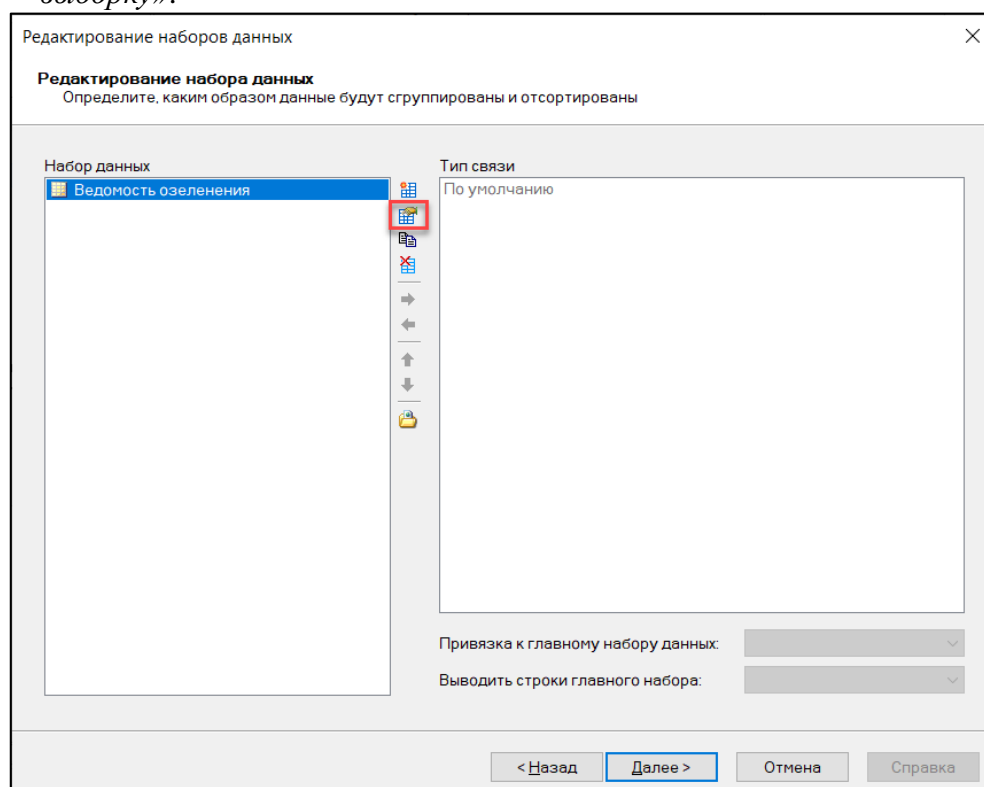 выборку».
Редактирование наборов данных
Редактирование набора данных
Определите, каким образом данные будут сгруппированы и отсортированы
Набор данных
Тип связи
Ведомость озеленения
По умолчанию
Привязка к главному набору данных:
Выводить строки главного набора:
< Назад
Далее >
Отмена
Справка